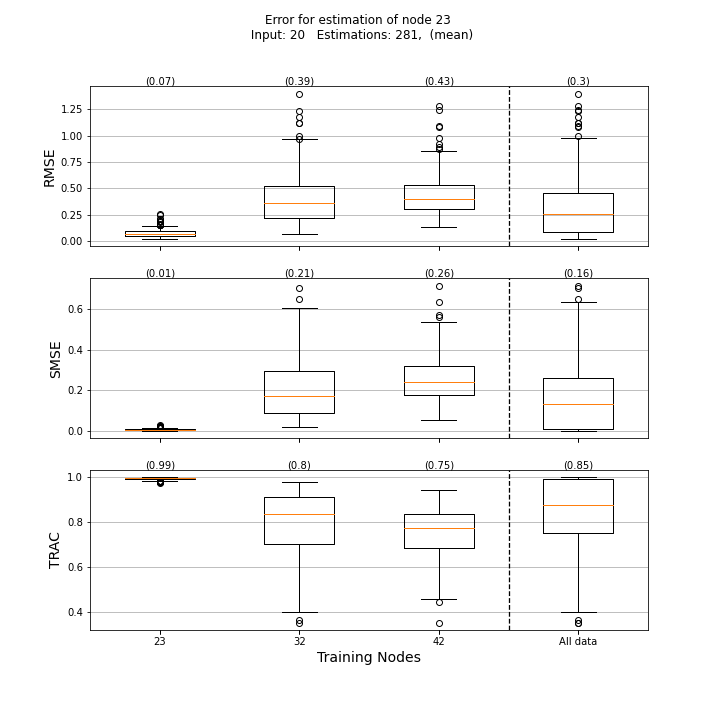 Error for estimation of node 23
Input: 20   Estimations: 281,  (mean)
(0.07) (0.39) (0.43) (0.3)
1.25
1.00
0.75
0.50
0.25
0.00
RMSE
(0.01) (0.21) (0.26) (0.16)
0.6
0.4
0.2
0.0
SMSE
(0.99) (0.8) (0.75) (0.85)
1.0
0.8
0.6
0.4
TRAC
23 32 42 All data
Training Nodes